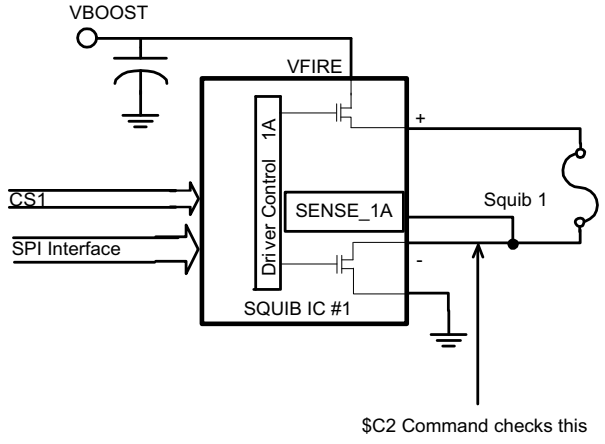 VBOOST
VFIRE
Driver Control 1A
+
CS1
SENSE_1A
Squib 1
SPI Interface
-
SQUIB IC #1
$C2 Command checks this